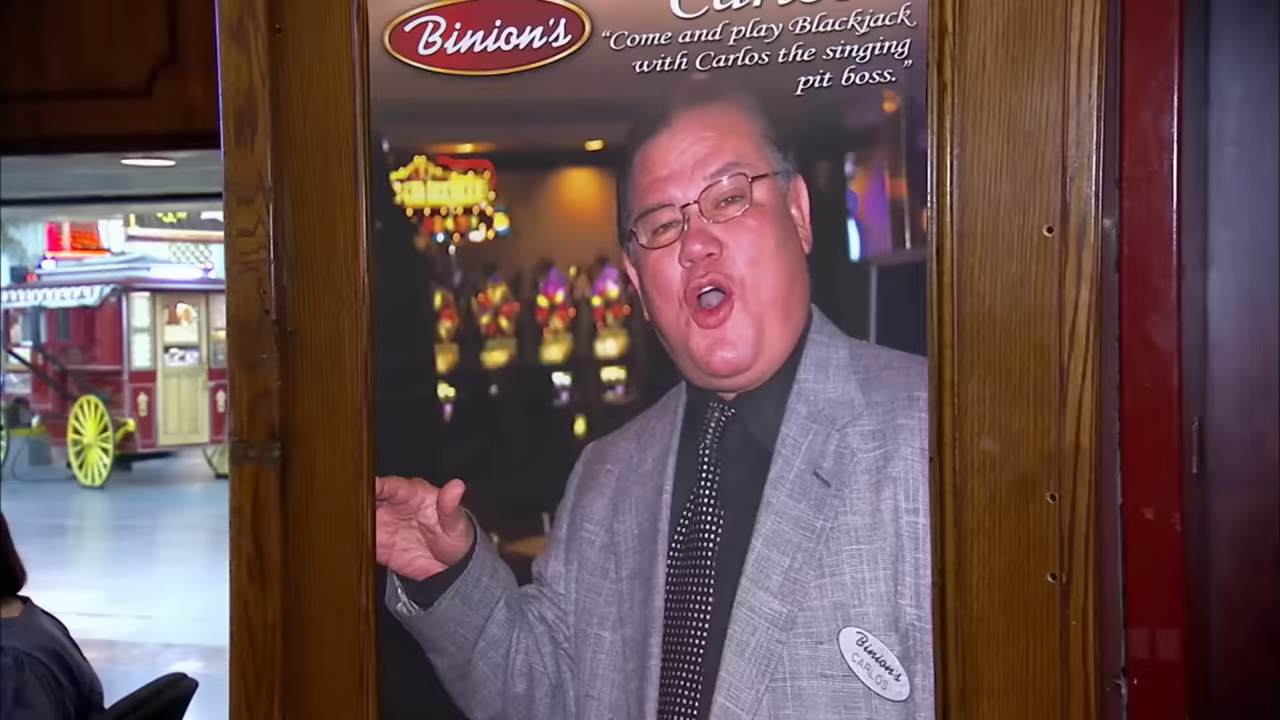 Binion's
"Come and play Blackjack
with Carlos the singing
pit boss."
Binion's
CARLOS